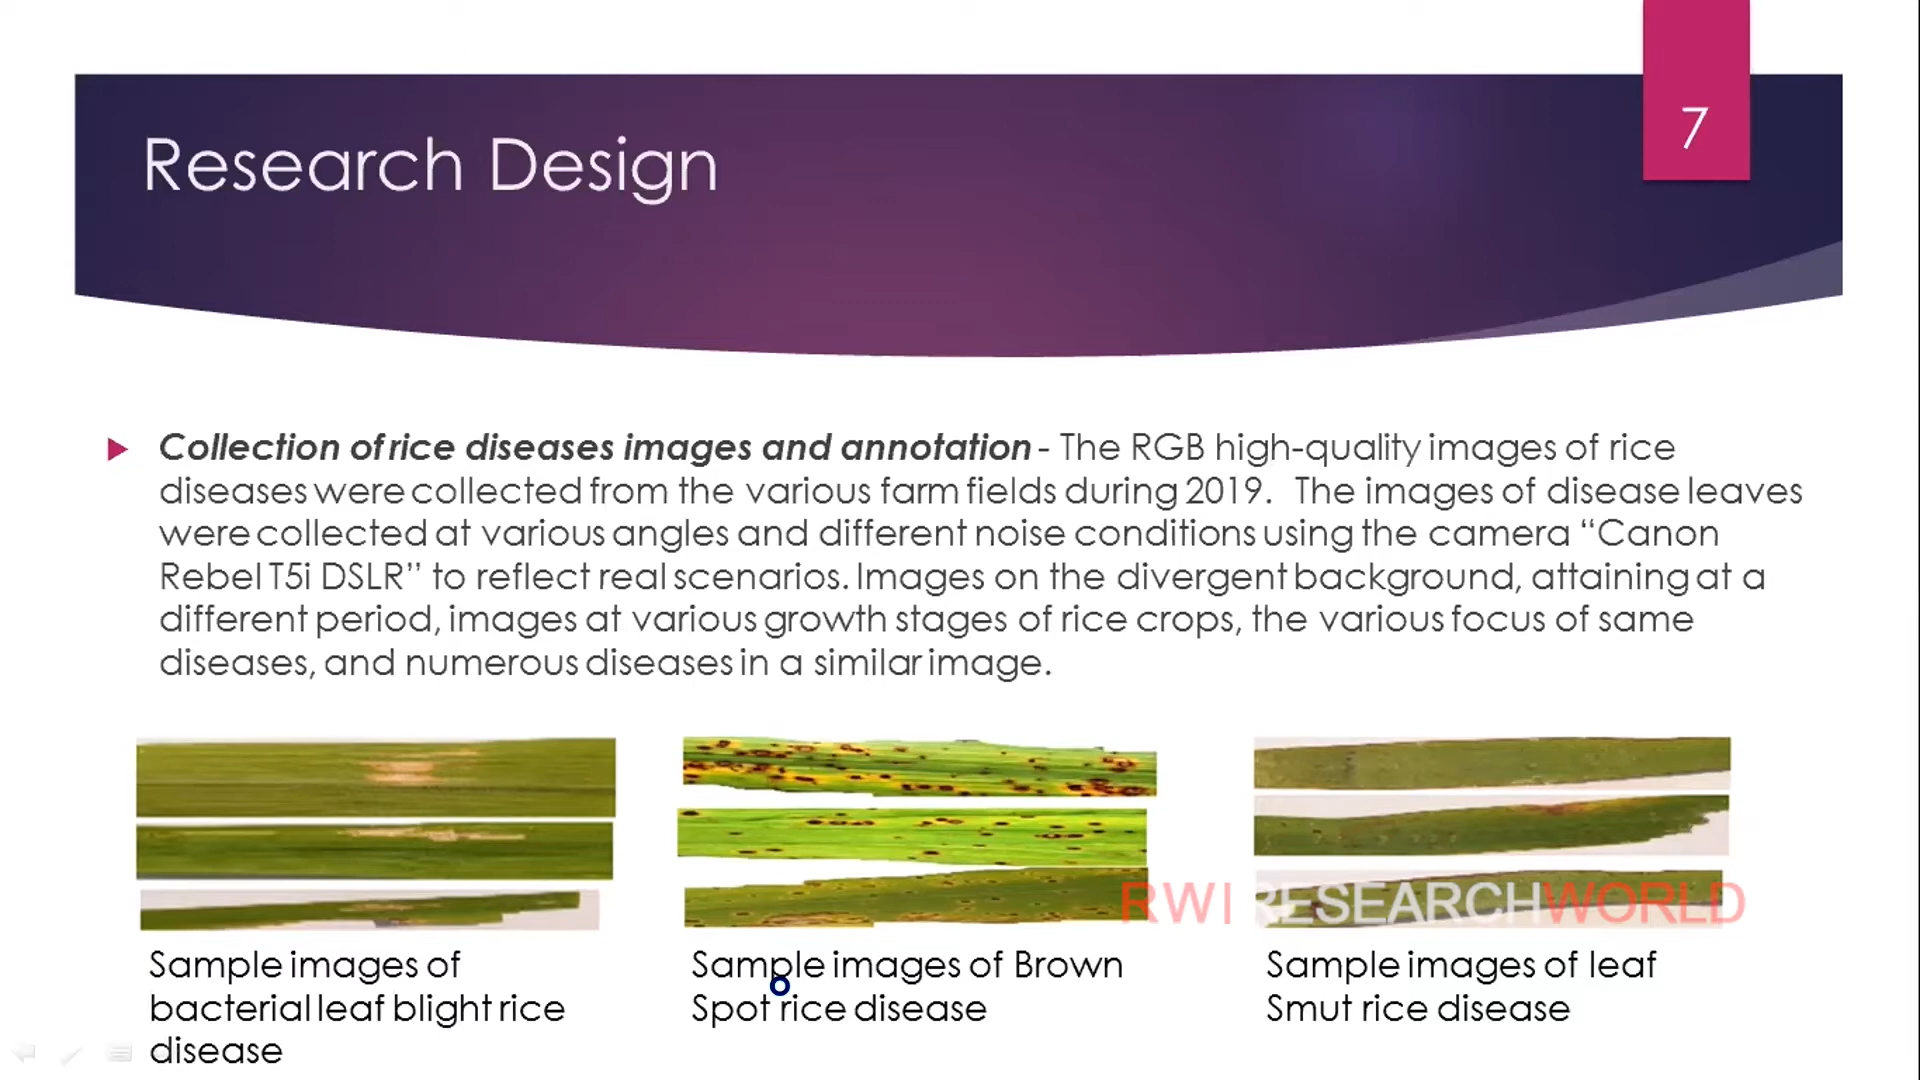 7
Research Design
Collection of rice diseases images and annotation - The RGB high-quality images of rice
diseases were collected from the various farm fields during 2019. The images of disease leaves
were collected at various angles and different noise conditions using the camera “Canon
Rebel T5i DSLR” to reflect real scenarios. Images on the divergent background, attaining at a
different period, images at various growth stages of rice crops, the various focus of same
diseases, and numerous diseases in a similar image.
RWI RESEARCHWORLD
Sample images of
bacterial leaf blight rice
disease
Sample images of Brown
Spot rice disease
Sample images of leaf
Smut rice disease